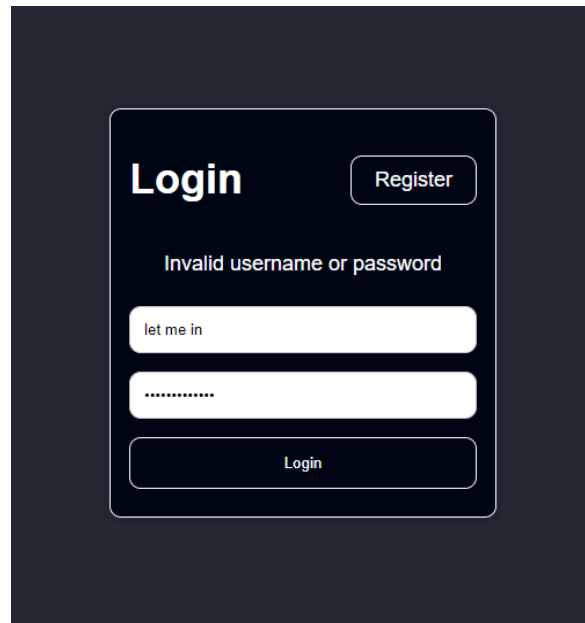 Login
Register
Invalid username or password
let me in
•••••••••••••
Login